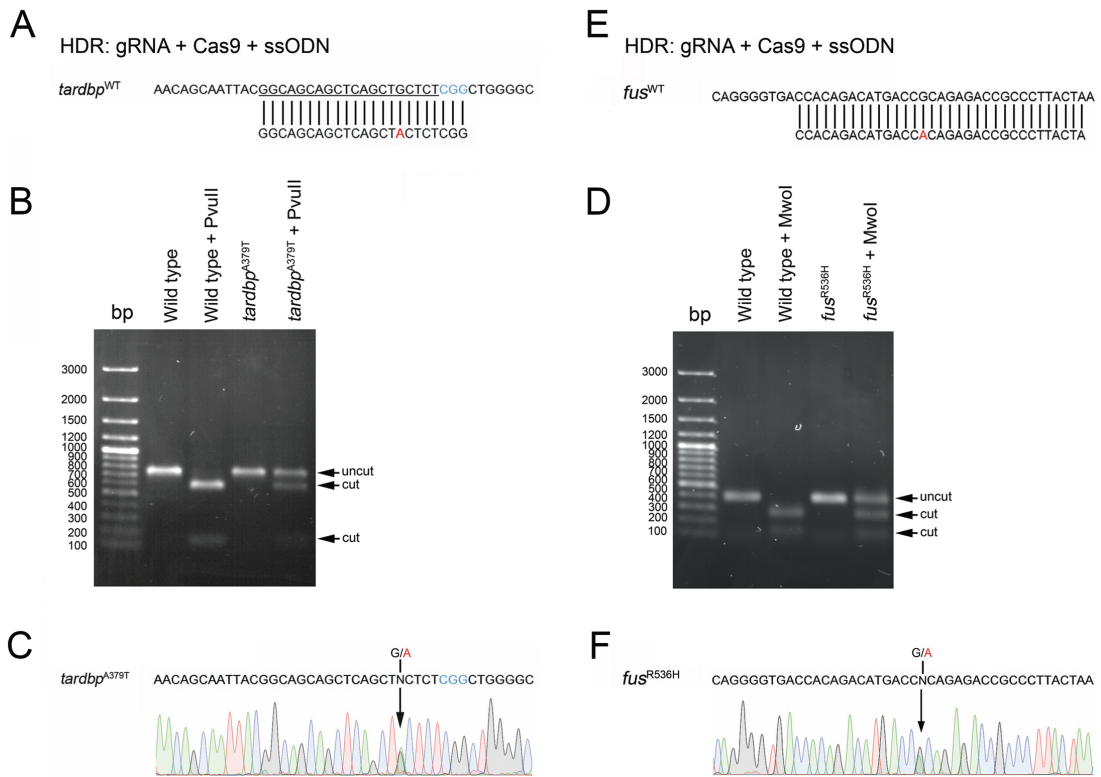 A
HDR: gRNA + Cas9 + ssODN
tardbpWT AACAGCAATTACGGCAGCAGCTCAGCTGCTCTCGGCTGGGGC
GGCAGCAGCTCAGCTACTCTCGG
B
bp
Wild type
Wild type + PvuII
tardbpA379T
tardbpA379T + PvuII
3000
2000
1500
1200
1000
900
800
700
600
500
400
300
200
100
uncut
cut
cut
C
G/A
tardbpA379T AACAGCAATTACGGCAGCAGCTCAGCTNCTCTCGGCTGGGGC
E
HDR: gRNA + Cas9 + ssODN
fusWT CAGGGGTGACCACAGACATGACCGCAGAGACCGCCCTTACTAA
CCACAGACATGACCACAGAGACCGCCCTTACTA
D
bp
Wild type
Wild type + MwoI
fusR536H
fusR536H + MwoI
3000
2000
1500
1200
1000
900
800
700
600
500
400
300
200
100
uncut
cut
cut
F
G/A
fusR536H CAGGGGTGACCACAGACATGACCNCAGAGACCGCCCTTACTAA